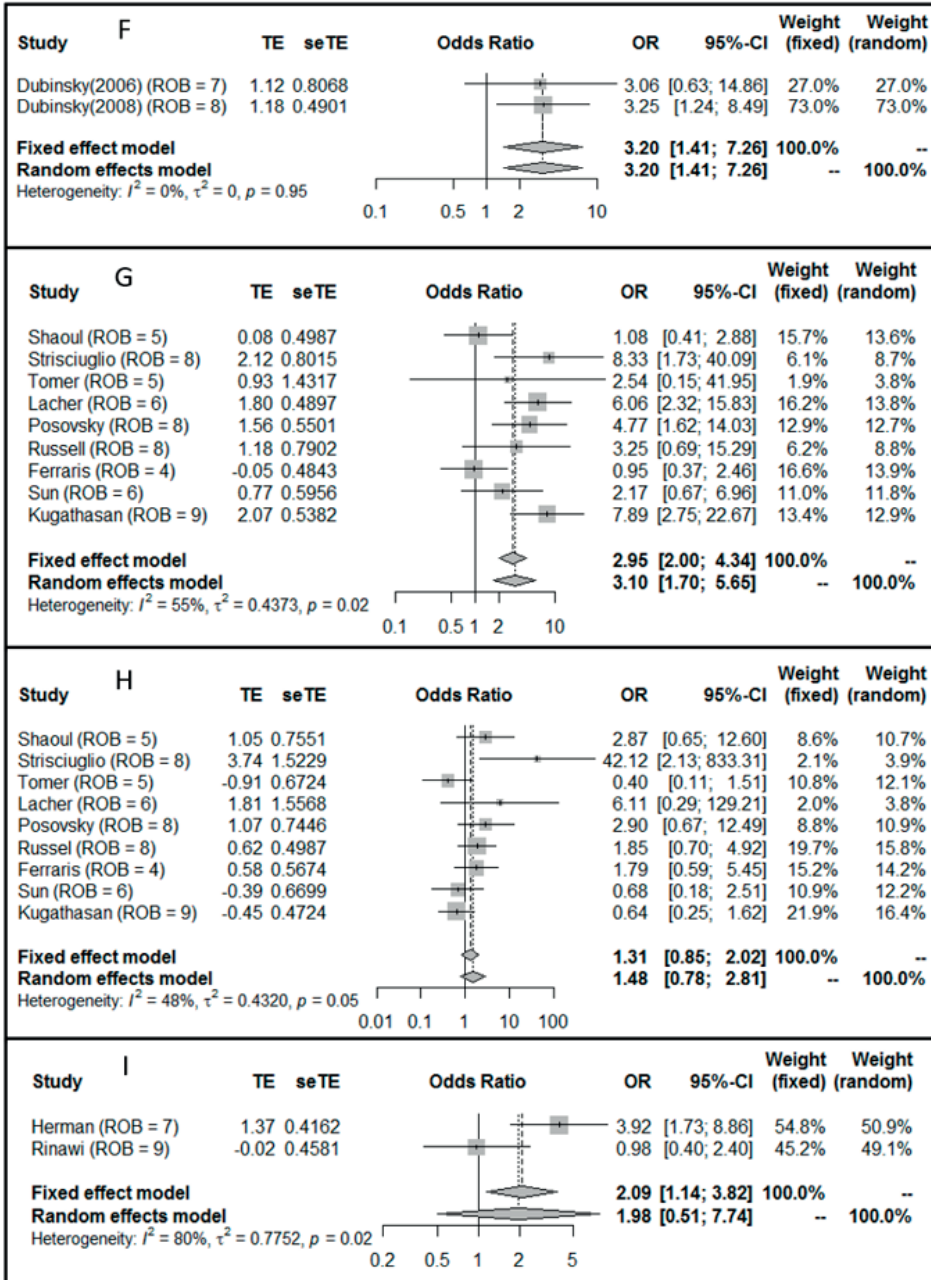 F
Weight Weight
Study TE seTE Odds Ratio OR 95%-CI (fixed) (random)
Dubinsky(2006) (ROB = 7) 1.12 0.8068 3.06 [0.63; 14.86] 27.0% 27.0%
Dubinsky(2008) (ROB = 8) 1.18 0.4901 3.25 [1.24; 8.49] 73.0% 73.0%
Fixed effect model 3.20 [1.41; 7.26] 100.0% --
Random effects model 3.20 [1.41; 7.26] -- 100.0%
Heterogeneity: I² = 0%, τ² = 0, p = 0.95
0.1 0.5 1 2 10
G
Weight Weight
Study TE seTE Odds Ratio OR 95%-CI (fixed) (random)
Shaoul (ROB = 5) 0.08 0.4987 1.08 [0.41; 2.88] 15.7% 13.6%
Strisciuglio (ROB = 8) 2.12 0.8015 8.33 [1.73; 40.09] 6.1% 8.7%
Tomer (ROB = 5) 0.93 1.4317 2.54 [0.15; 41.95] 1.9% 3.8%
Lacher (ROB = 6) 1.80 0.4897 6.06 [2.32; 15.83] 16.2% 13.8%
Posovsky (ROB = 8) 1.56 0.5501 4.77 [1.62; 14.03] 12.9% 12.7%
Russell (ROB = 8) 1.18 0.7902 3.25 [0.69; 15.29] 6.2% 8.8%
Ferraris (ROB = 4) -0.05 0.4843 0.95 [0.37; 2.46] 16.6% 13.9%
Sun (ROB = 6) 0.77 0.5956 2.17 [0.67; 6.96] 11.0% 11.8%
Kugathasan (ROB = 9) 2.07 0.5382 7.89 [2.75; 22.67] 13.4% 12.9%
Fixed effect model 2.95 [2.00; 4.34] 100.0% --
Random effects model 3.10 [1.70; 5.65] -- 100.0%
Heterogeneity: I² = 55%, τ² = 0.4373, p = 0.02
0.1 0.5 1 2 10
H
Weight Weight
Study TE seTE Odds Ratio OR 95%-CI (fixed) (random)
Shaoul (ROB = 5) 1.05 0.7551 2.87 [0.65; 12.60] 8.6% 10.7%
Strisciuglio (ROB = 8) 3.74 1.5229 42.12 [2.13; 833.31] 2.1% 3.9%
Tomer (ROB = 5) -0.91 0.6724 0.40 [0.11; 1.51] 10.8% 12.1%
Lacher (ROB = 6) 1.81 1.5568 6.11 [0.29; 129.21] 2.0% 3.8%
Posovsky (ROB = 8) 1.07 0.7446 2.90 [0.67; 12.49] 8.8% 10.9%
Russel (ROB = 8) 0.62 0.4987 1.85 [0.70; 4.92] 19.7% 15.8%
Ferraris (ROB = 4) 0.58 0.5674 1.79 [0.59; 5.45] 15.2% 14.2%
Sun (ROB = 6) -0.39 0.6699 0.68 [0.18; 2.51] 10.9% 12.2%
Kugathasan (ROB = 9) -0.45 0.4724 0.64 [0.25; 1.62] 21.9% 16.4%
Fixed effect model 1.31 [0.85; 2.02] 100.0% --
Random effects model 1.48 [0.78; 2.81] -- 100.0%
Heterogeneity: I² = 48%, τ² = 0.4320, p = 0.05
0.01 0.1 1 10 100
I
Weight Weight
Study TE seTE Odds Ratio OR 95%-CI (fixed) (random)
Herman (ROB = 7) 1.37 0.4162 3.92 [1.73; 8.86] 54.8% 50.9%
Rinawi (ROB = 9) -0.02 0.4581 0.98 [0.40; 2.40] 45.2% 49.1%
Fixed effect model 2.09 [1.14; 3.82] 100.0% --
Random effects model 1.98 [0.51; 7.74] -- 100.0%
Heterogeneity: I² = 80%, τ² = 0.7752, p = 0.02
0.2 0.5 1 2 5